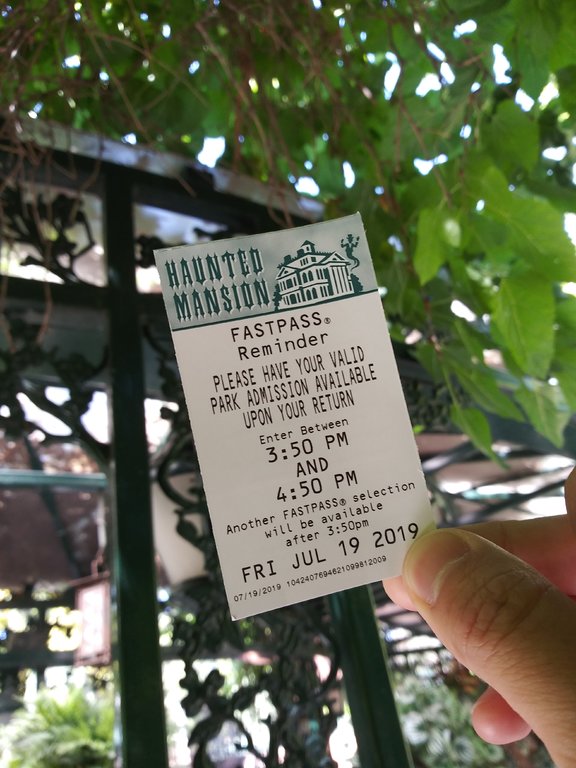 HAUNTED
MANSION
FASTPASS®
Reminder
PLEASE HAVE YOUR VALID
PARK ADMISSION AVAILABLE
UPON YOUR RETURN
Enter Between
3:50 PM
AND
4:50 PM
Another FASTPASS® selection
will be available
after 3:50pm
FRI JUL 19 2019
07/19/2019 1042407694621099812009